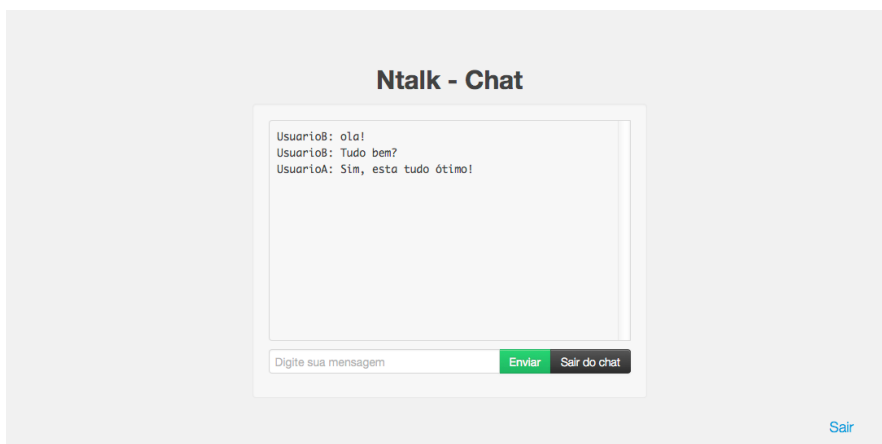 Ntalk - Chat
UsuarioB: ola!
UsuarioB: Tudo bem?
UsuarioA: Sim, esta tudo ótimo!
Digite sua mensagem Enviar Sair do chat
Sair